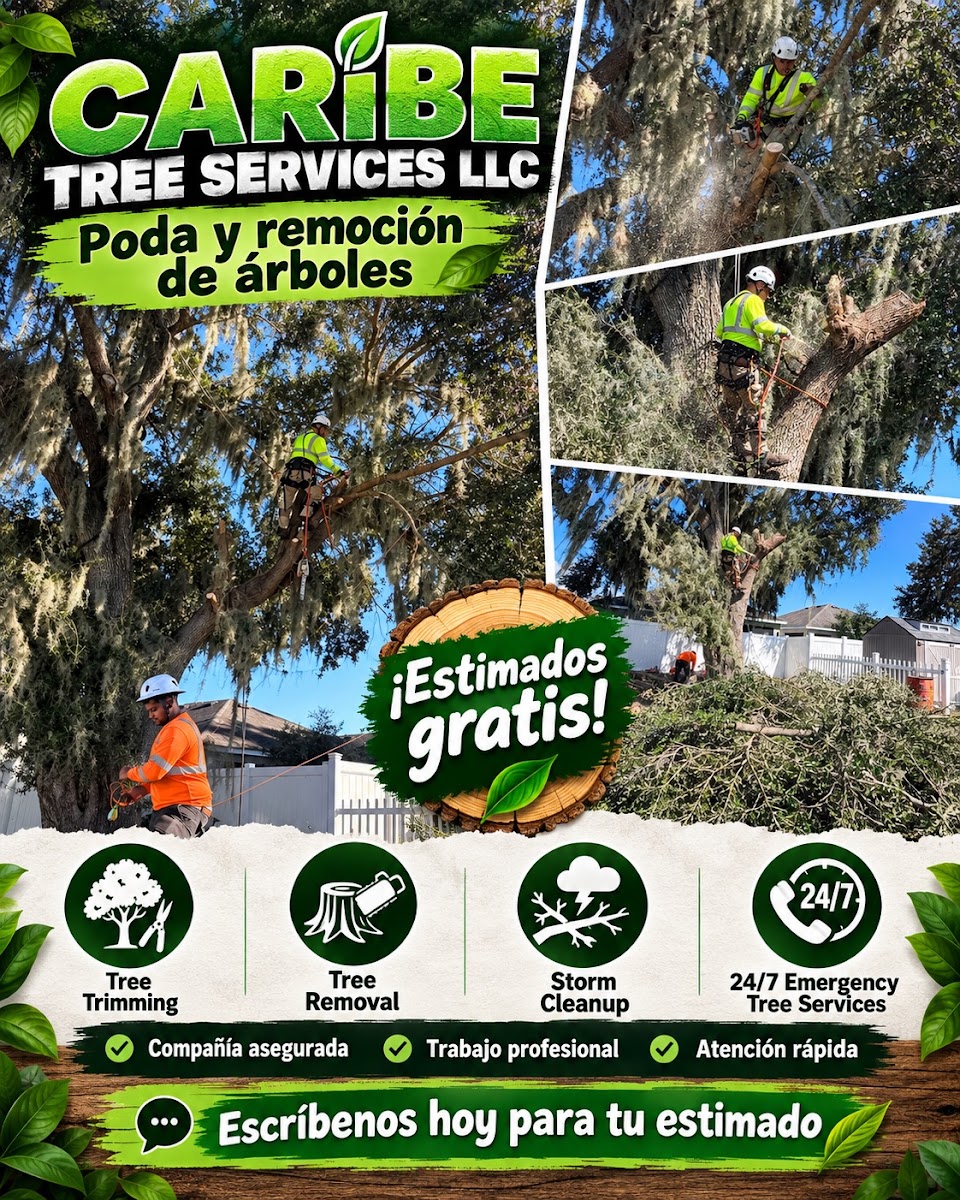 CARiBE
TREE SERVICES LLC
Poda y remoción
de árboles
¡Estimados
gratis!
Tree
Trimming
Tree
Removal
Storm
Cleanup
24/7
24/7 Emergency
Tree Services
Compañía asegurada
Trabajo profesional
Atención rápida
Escríbenos hoy para tu estimado